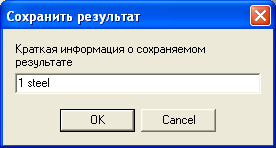 Сохранить результат
Краткая информация о сохраняемом
результате
1 steel
OK
Cancel